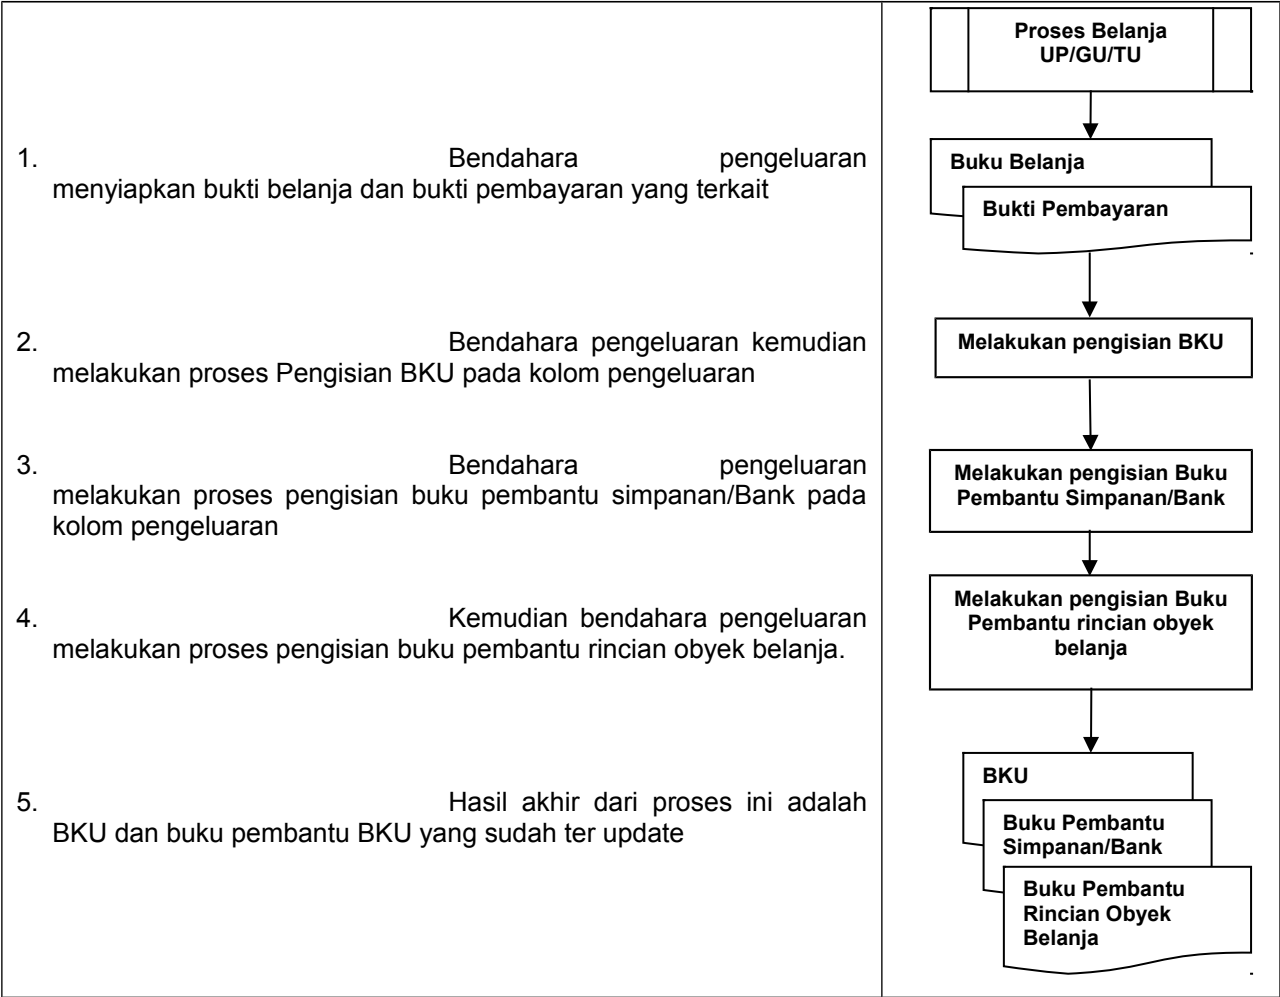 1. Bendahara pengeluaran
menyiapkan bukti belanja dan bukti pembayaran yang terkait
2. Bendahara pengeluaran kemudian
melakukan proses Pengisian BKU pada kolom pengeluaran
3. Bendahara pengeluaran
melakukan proses pengisian buku pembantu simpanan/Bank pada
kolom pengeluaran
4. Kemudian bendahara pengeluaran
melakukan proses pengisian buku pembantu rincian obyek belanja.
5. Hasil akhir dari proses ini adalah
BKU dan buku pembantu BKU yang sudah ter update
Proses Belanja
UP/GU/TU
Buku Belanja
Bukti Pembayaran
Melakukan pengisian BKU
Melakukan pengisian Buku
Pembantu Simpanan/Bank
Melakukan pengisian Buku
Pembantu rincian obyek
belanja
BKU
Buku Pembantu
Simpanan/Bank
Buku Pembantu
Rincian Obyek
Belanja